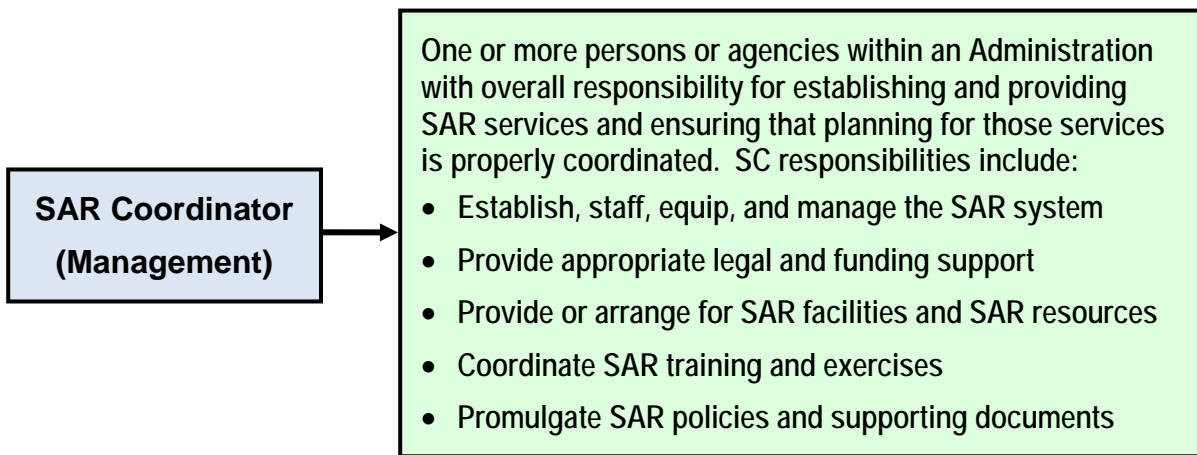 SAR Coordinator
(Management)
One or more persons or agencies within an Administration
with overall responsibility for establishing and providing
SAR services and ensuring that planning for those services
is properly coordinated.  SC responsibilities include:
• Establish, staff, equip, and manage the SAR system
• Provide appropriate legal and funding support
• Provide or arrange for SAR facilities and SAR resources
• Coordinate SAR training and exercises
• Promulgate SAR policies and supporting documents